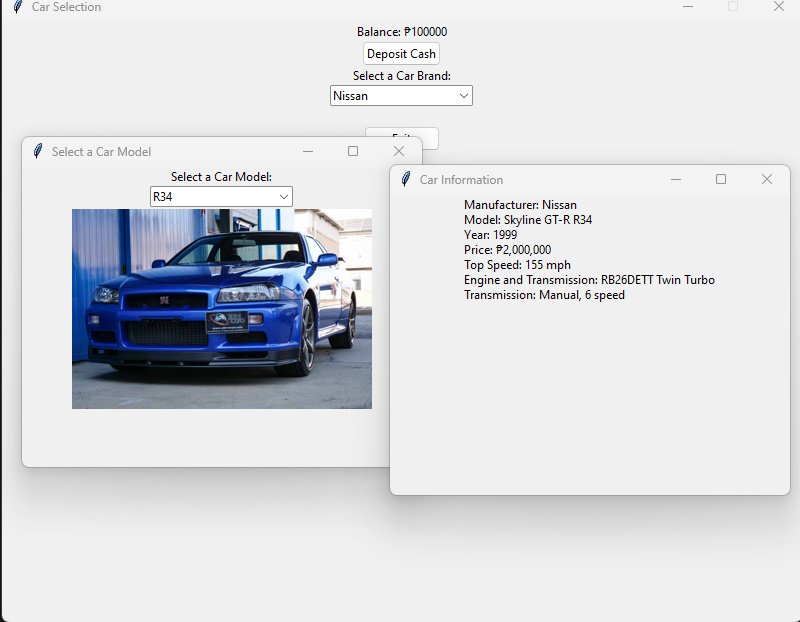 Car Selection
Balance: ₱100000
Deposit Cash
Select a Car Brand:
Nissan
Select a Car Model
Select a Car Model:
R34
Car Information
Manufacturer: Nissan
Model: Skyline GT-R R34
Year: 1999
Price: ₱2,000,000
Top Speed: 155 mph
Engine and Transmission: RB26DETT Twin Turbo
Transmission: Manual, 6 speed